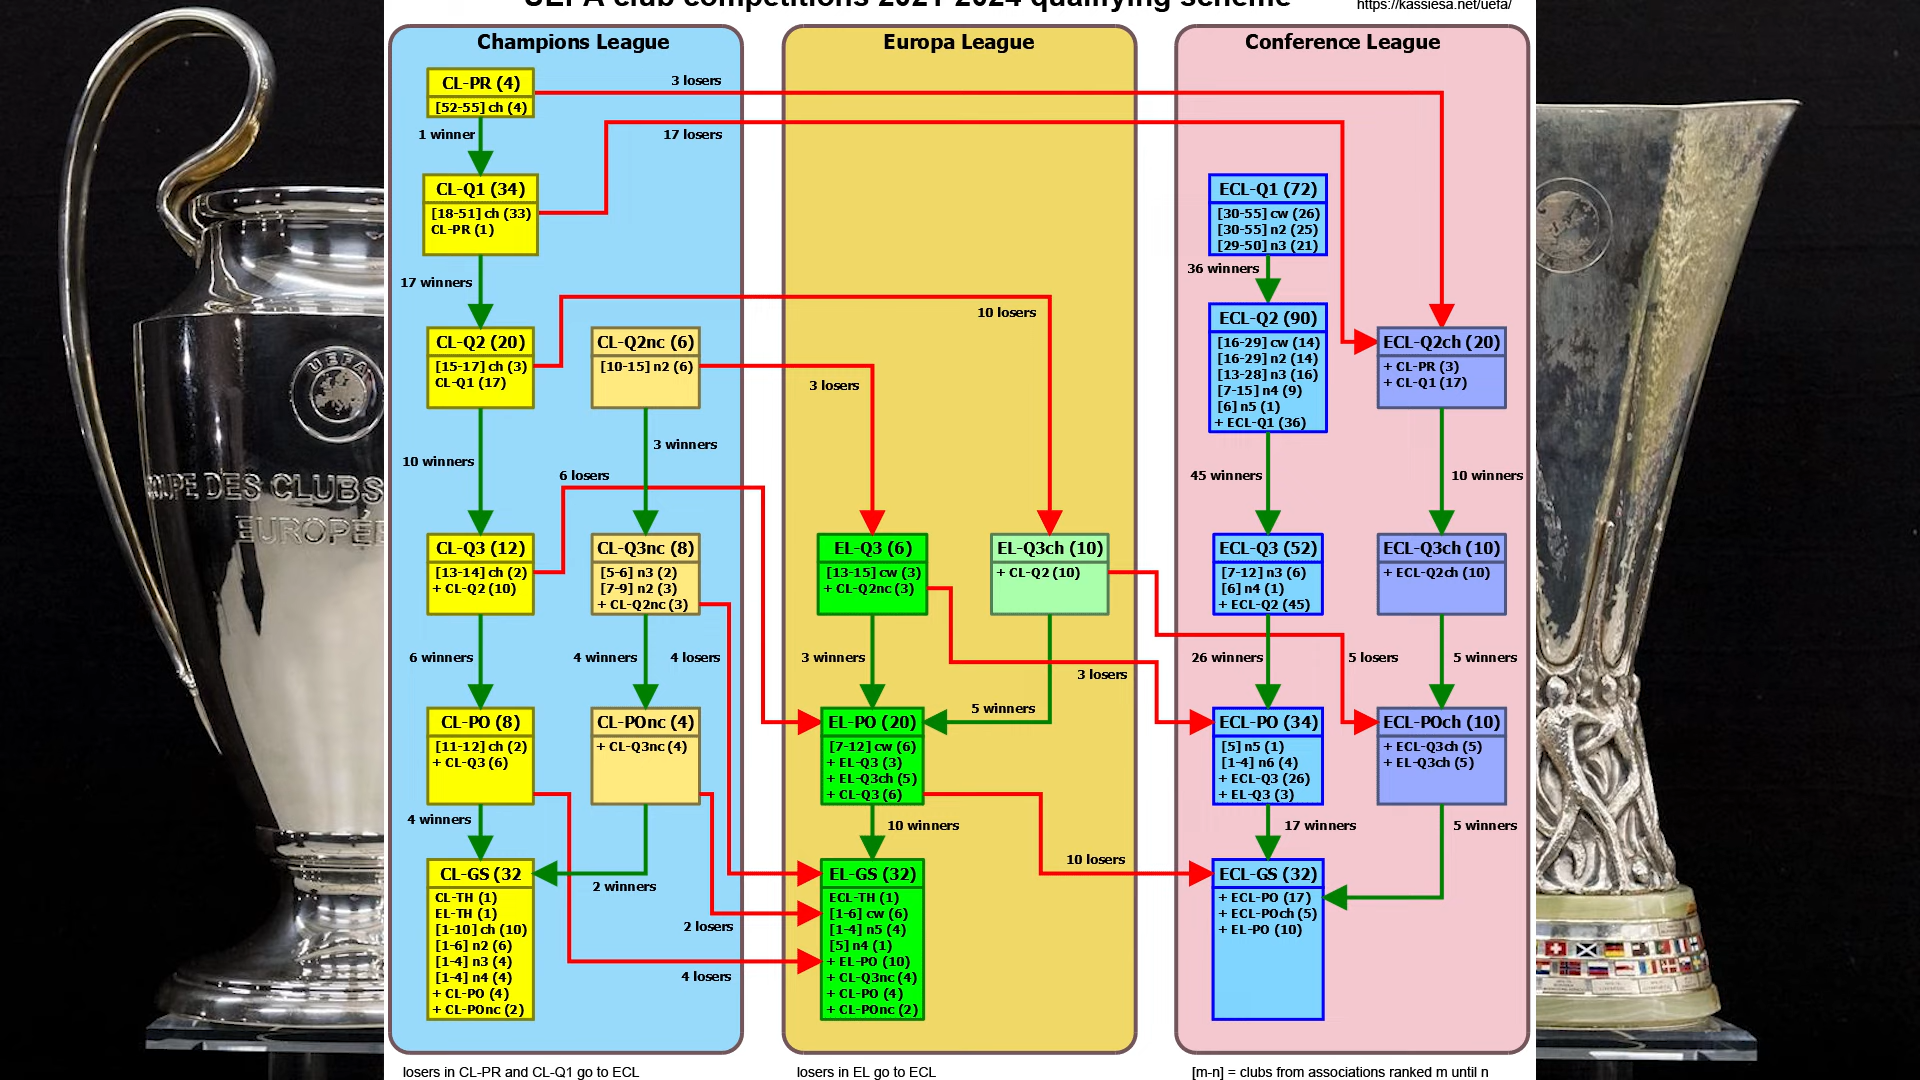 UEFA club competitions 2021-2024 qualifying scheme
https://kassiesa.net/uefa/
Champions League
Europa League
Conference League
CL-PR (4)
[52-55] ch (4)
3 losers
1 winner
17 losers
CL-Q1 (34)
[18-51] ch (33)
CL-PR (1)
ECL-Q1 (72)
[30-55] cw (26)
[30-55] n2 (25)
[29-50] n3 (21)
17 winners
36 winners
10 losers
CL-Q2 (20)
[15-17] ch (3)
CL-Q1 (17)
CL-Q2nc (6)
[10-15] n2 (6)
3 losers
ECL-Q2 (90)
[16-29] cw (14)
[16-29] n2 (14)
[13-28] n3 (16)
[7-15] n4 (9)
[6] n5 (1)
+ ECL-Q1 (36)
ECL-Q2ch (20)
+ CL-PR (3)
+ CL-Q1 (17)
10 winners
3 winners
6 losers
45 winners
10 winners
CL-Q3 (12)
[13-14] ch (2)
+ CL-Q2 (10)
CL-Q3nc (8)
[5-6] n3 (2)
[7-9] n2 (3)
+ CL-Q2nc (3)
EL-Q3 (6)
[13-15] cw (3)
+ CL-Q2nc (3)
EL-Q3ch (10)
+ CL-Q2 (10)
ECL-Q3 (52)
[7-12] n3 (6)
[6] n4 (1)
+ ECL-Q2 (45)
ECL-Q3ch (10)
+ ECL-Q2ch (10)
6 winners
4 winners
4 losers
3 winners
3 losers
26 winners
5 losers
5 winners
5 winners
CL-PO (8)
[11-12] ch (2)
+ CL-Q3 (6)
CL-POnc (4)
+ CL-Q3nc (4)
EL-PO (20)
[7-12] cw (6)
+ EL-Q3 (3)
+ EL-Q3ch (5)
+ CL-Q3 (6)
ECL-PO (34)
[5] n5 (1)
[1-4] n6 (4)
+ ECL-Q3 (26)
+ EL-Q3 (3)
ECL-POch (10)
+ ECL-Q3ch (5)
+ EL-Q3ch (5)
4 winners
10 winners
17 winners
5 winners
2 winners
10 losers
CL-GS (32
CL-TH (1)
EL-TH (1)
[1-10] ch (10)
[1-6] n2 (6)
[1-4] n3 (4)
[1-4] n4 (4)
+ CL-PO (4)
+ CL-POnc (2)
2 losers
4 losers
EL-GS (32)
ECL-TH (1)
[1-6] cw (6)
[1-4] n5 (4)
[5] n4 (1)
+ EL-PO (10)
+ CL-Q3nc (4)
+ CL-PO (4)
+ CL-POnc (2)
ECL-GS (32)
+ ECL-PO (17)
+ ECL-POch (5)
+ EL-PO (10)
losers in CL-PR and CL-Q1 go to ECL
losers in EL go to ECL
[m-n] = clubs from associations ranked m until n
UEFA
DES CLUBS